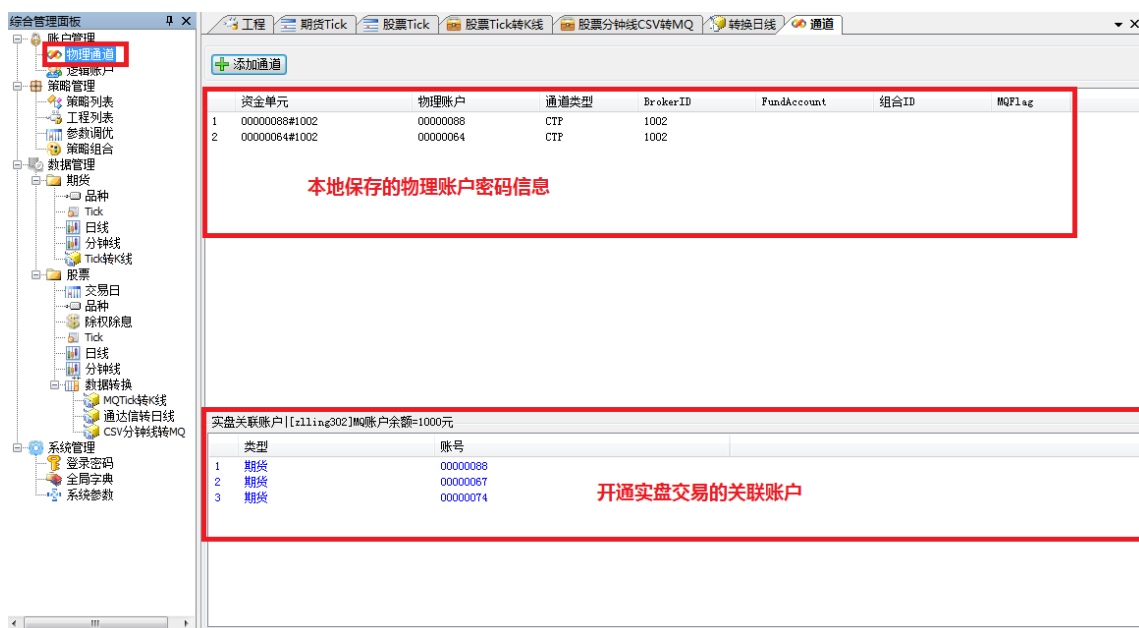 综合管理面板
账户管理
物理通道
逻辑账户
策略管理
策略列表
工程列表
参数调优
策略组合
数据管理
期货
品种
Tick
日线
分钟线
Tick转K线
股票
交易日
品种
除权除息
Tick
日线
分钟线
数据转换
MQTick转K线
通达信转日线
CSV分钟线转MQ
系统管理
登录密码
全局字典
系统参数
工程 期货Tick 股票Tick 股票Tick转K线 股票分钟线CSV转MQ 转换日线 通道
添加通道
资金单元 物理账户 通道类型 BrokerID FundAccount 组合ID MQFlag
1 00000088#1002 00000088 CTP 1002
2 00000064#1002 00000064 CTP 1002
本地保存的物理账户密码信息
实盘关联账户|[zlling302]MQ账户余额=1000元
类型 账号
1 期货 00000088
2 期货 00000067
3 期货 00000074
开通实盘交易的关联账户